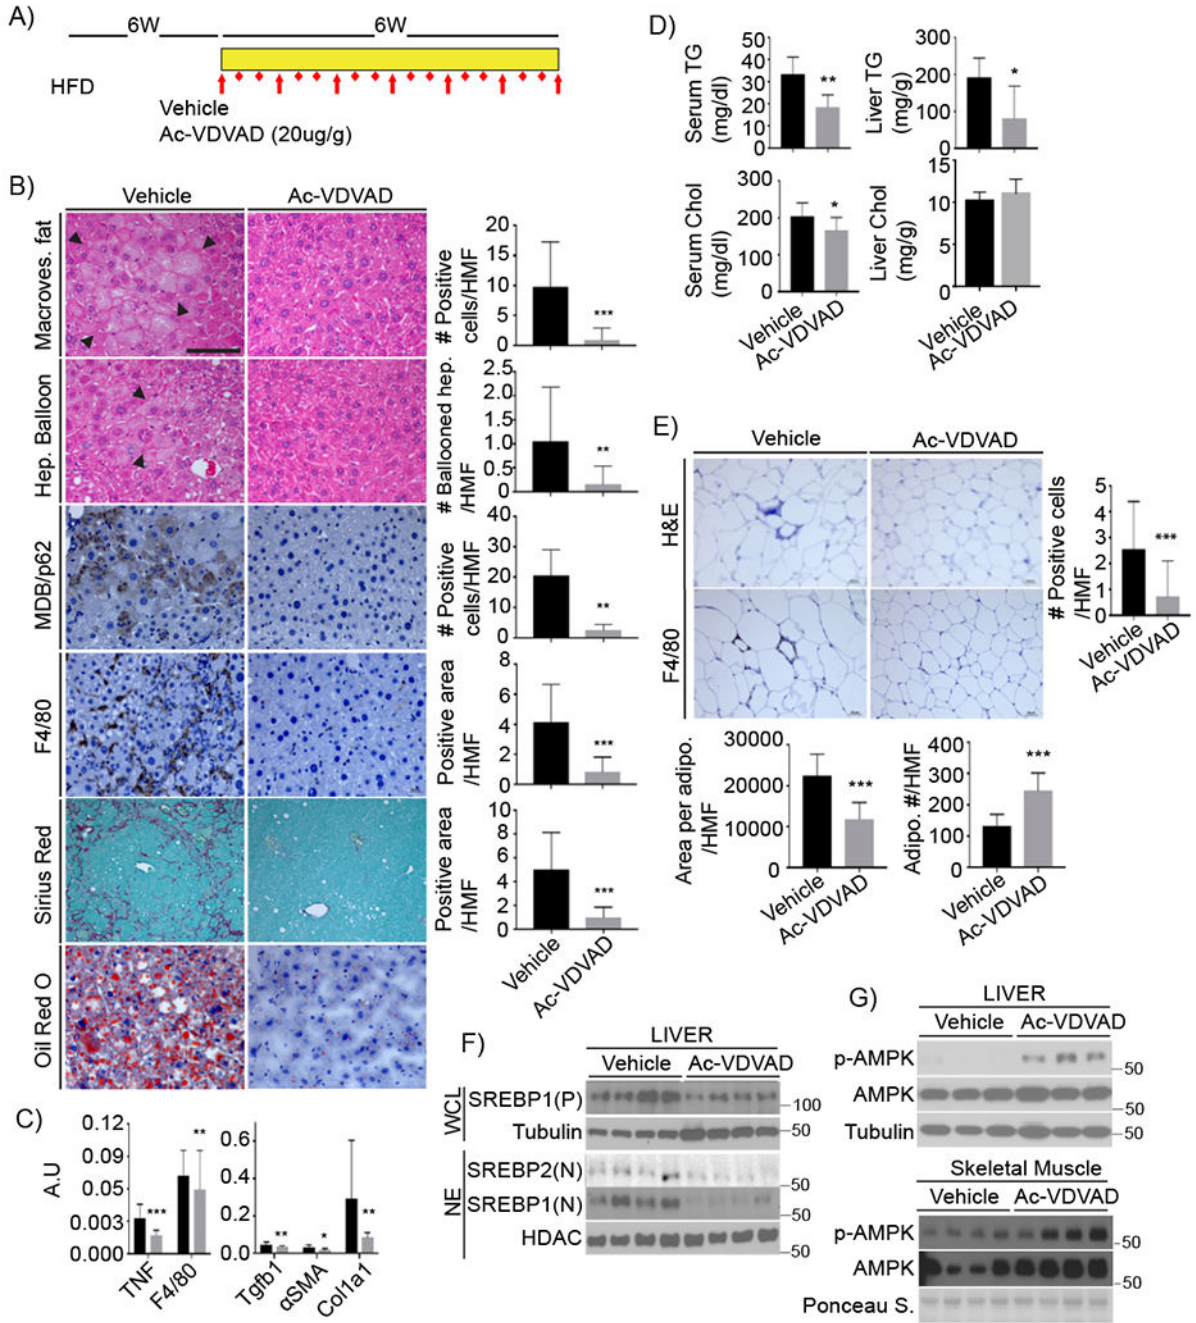 A)
6W
6W
HFD
Vehicle
Ac-VDVAD (20ug/g)
B)
Vehicle
Ac-VDVAD
Macroves. fat
Hep. Balloon
MDB/p62
F4/80
Sirius Red
Oil Red O
# Positive
cells/HMF
20
15
10
5
0
***
# Ballooned hep.
/HMF
2.5
2.0
1.5
1.0
0.5
0
**
# Positive
cells/HMF
40
30
20
10
0
**
Positive area
/HMF
8
6
4
2
0
***
Positive area
/HMF
10
8
6
4
2
0
***
Vehicle
Ac-VDVAD
C)
A.U
0.12
0.09
0.05
0.003
0.000
***
**
TNF
F4/80
0.6
0.4
0.2
0.0
**
*
**
Tgfb1
αSMA
Col1a1
D)
Serum TG
(mg/dl)
50
40
30
20
10
0
**
Liver TG
(mg/g)
300
200
100
0
*
Serum Chol
(mg/dl)
300
200
100
0
*
Vehicle
Ac-VDVAD
Liver Chol
(mg/g)
15
10
5
0
Vehicle
Ac-VDVAD
E)
Vehicle
Ac-VDVAD
H&E
F4/80
# Positive cells
/HMF
5
4
3
2
1
0
***
Vehicle
Ac-VDVAD
Area per adipo.
/HMF
30000
20000
10000
0
***
Vehicle
Ac-VDVAD
Adipo. #/HMF
400
300
200
100
0
***
Vehicle
Ac-VDVAD
F)
LIVER
Vehicle
Ac-VDVAD
WCL
SREBP1(P)
100
Tubulin
50
NE
SREBP2(N)
50
SREBP1(N)
50
HDAC
50
G)
LIVER
Vehicle
Ac-VDVAD
p-AMPK
50
AMPK
50
Tubulin
50
Skeletal Muscle
Vehicle
Ac-VDVAD
p-AMPK
50
AMPK
50
Ponceau S.